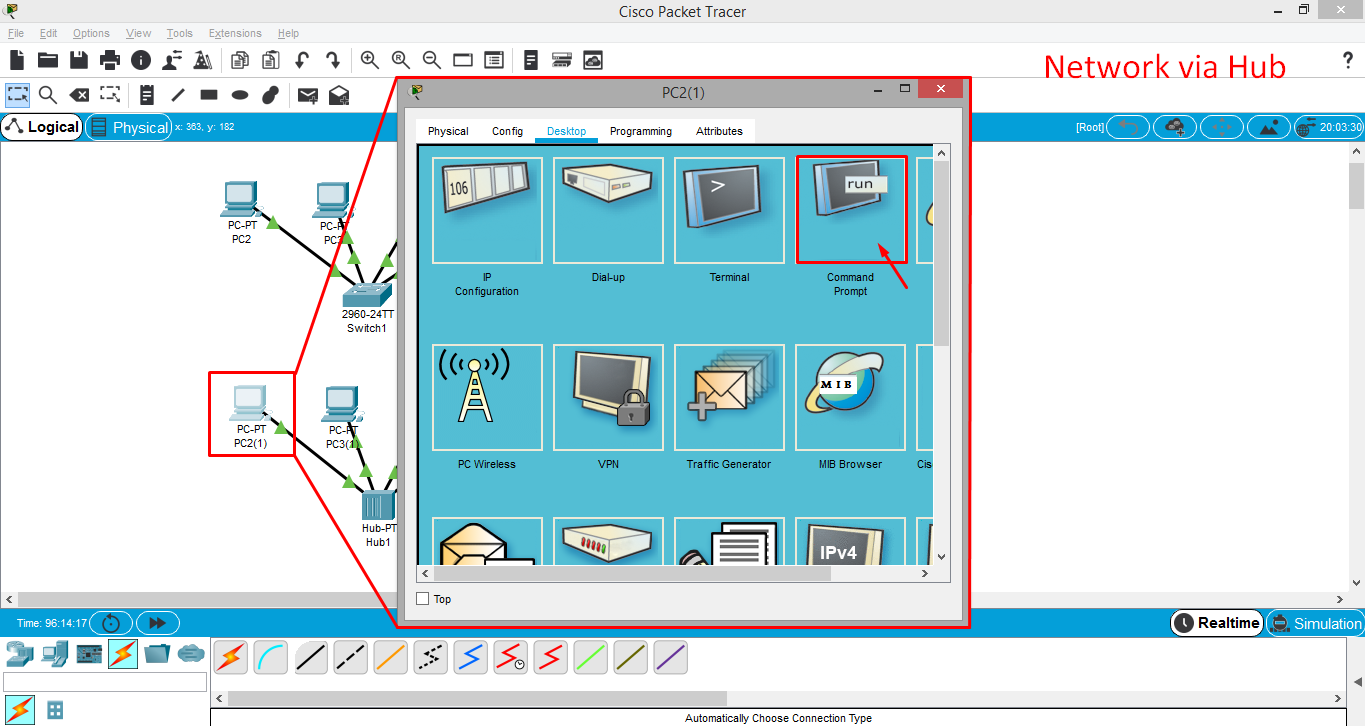 Cisco Packet Tracer
File Edit Options View Tools Extensions Help
Network via Hub
?
PC2(1)
Logical
Physical
x: 363, y: 182
[Root]
20:03:30
Physical Config Desktop Programming Attributes
106
>
run
IP
Configuration
Dial-up
Terminal
Command
Prompt
PC-PT
PC2
PC-PT
2960-24TT
Switch1
MIB
PC Wireless
VPN
Traffic Generator
MIB Browser
Cisc
PC-PT
PC2(1)
PC-PT
PC3(1)
Hub-PT
Hub1
IPv4
Top
Time: 96:14:17
Realtime
Simulation
Automatically Choose Connection Type